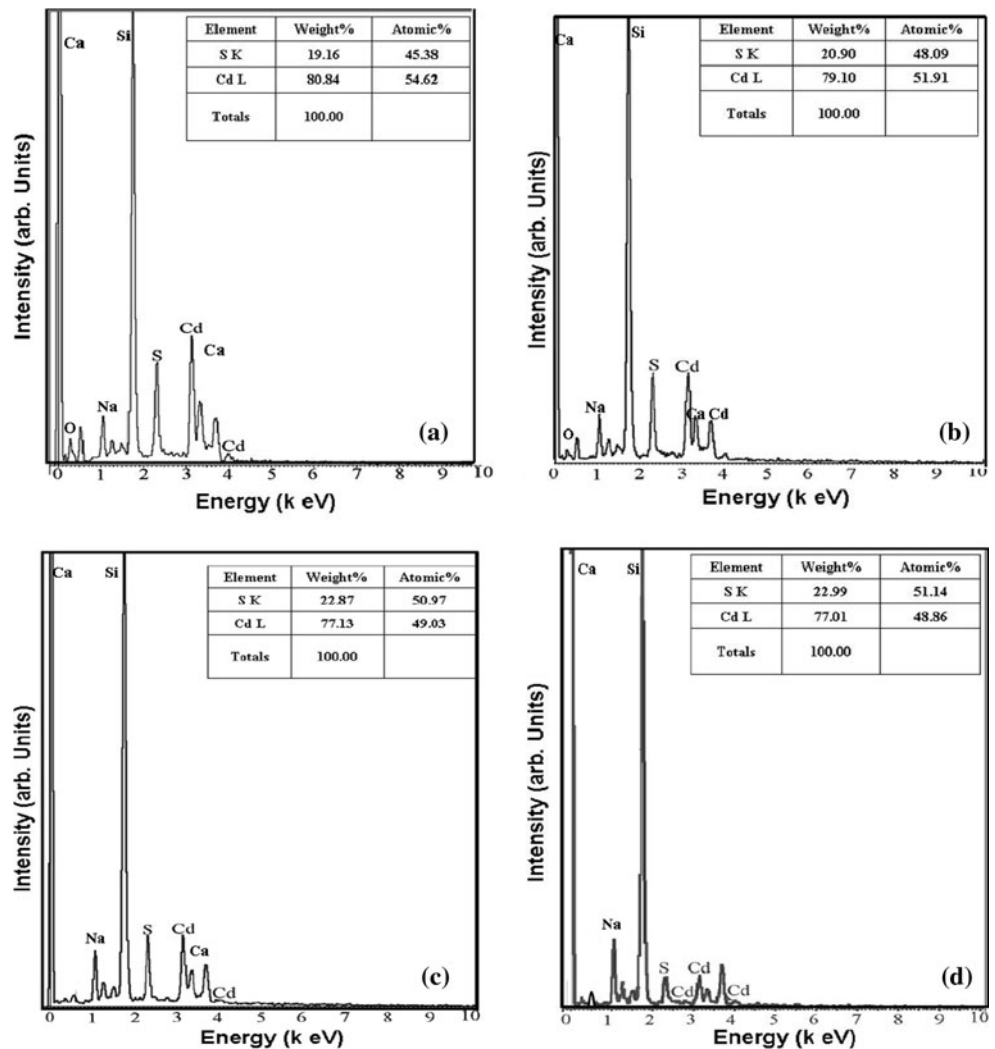 Element Weight% Atomic%
S K 19.16 45.38
Cd L 80.84 54.62
Totals 100.00
Ca
Si
Cd
Ca
S
Na
O
Cd
(a)
0 1 2 3 4 5 6 7 8 9 10
Energy (k eV)
Intensity (arb. Units)
Element Weight% Atomic%
S K 20.90 48.09
Cd L 79.10 51.91
Totals 100.00
Ca
Si
S
Cd
Na
Ca
Cd
O
(b)
0 1 2 3 4 5 6 7 8 9 10
Energy (k eV)
Intensity (arb. Units)
Element Weight% Atomic%
S K 22.87 50.97
Cd L 77.13 49.03
Totals 100.00
Ca
Si
Na
S
Cd
Ca
Cd
(c)
0 1 2 3 4 5 6 7 8 9 10
Energy (k eV)
Intensity (arb. Units)
Element Weight% Atomic%
S K 22.99 51.14
Cd L 77.01 48.86
Totals 100.00
Ca
Si
Na
S
Cd
Cd
Cd
(d)
0 1 2 3 4 5 6 7 8 9 10
Energy (k eV)
Intensity (arb. Units)